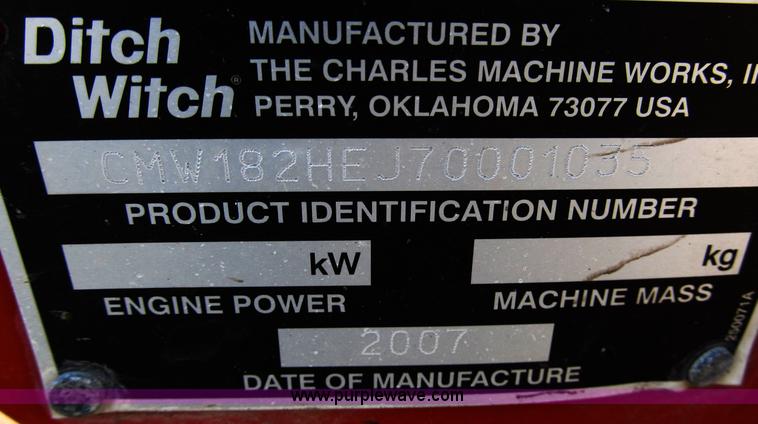 Ditch Witch®
MANUFACTURED BY
THE CHARLES MACHINE WORKS,
PERRY, OKLAHOMA 73077 USA
CMW182HEJ70001035
PRODUCT IDENTIFICATION NUMBER
kW
kg
ENGINE POWER
MACHINE MASS
2007
DATE OF MANUFACTURE
250071A
www.purplewave.com